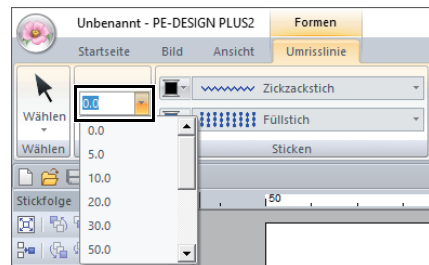 Unbenannt - PE-DESIGN PLUS2
Formen
Startseite
Bild
Ansicht
Umrisslinie
Wählen
0.0
Zickzackstich
Füllstich
Wählen
Sticken
0.0
5.0
10.0
20.0
30.0
50.0
Stickfolge
50